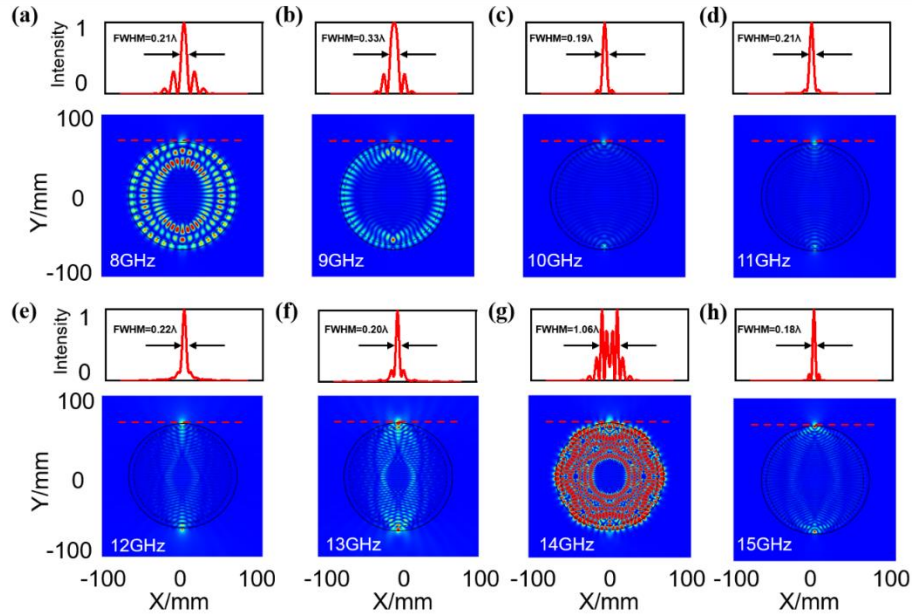 (a) (b) (c) (d)
Intensity
1
0
FWHM=0.21λ
FWHM=0.33λ
FWHM=0.19λ
FWHM=0.21λ
Y/mm
100
0
-100
8GHz
9GHz
10GHz
11GHz
(e) (f) (g) (h)
Intensity
1
0
FWHM=0.22λ
FWHM=0.20λ
FWHM=1.06λ
FWHM=0.18λ
Y/mm
100
0
-100
12GHz
13GHz
14GHz
15GHz
-100 0 100 -100 0 100 -100 0 100 -100 0 100
X/mm X/mm X/mm X/mm